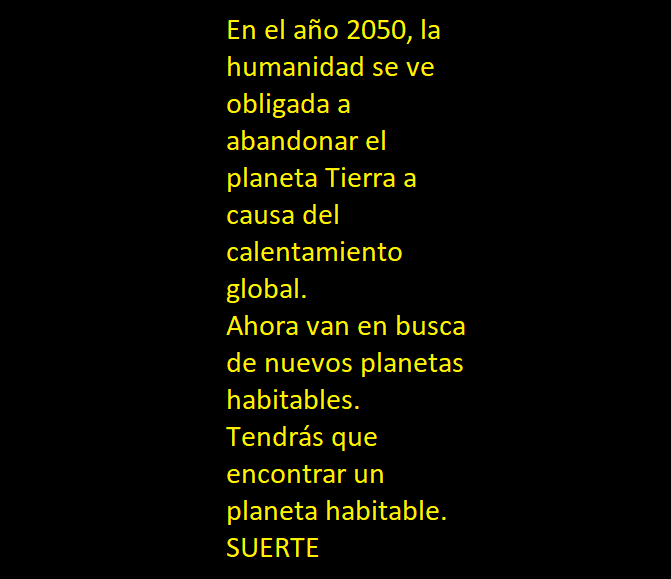 En el año 2050, la
humanidad se ve
obligada a
abandonar el
planeta Tierra a
causa del
calentamiento
global.
Ahora van en busca
de nuevos planetas
habitables.
Tendrás que
encontrar un
planeta habitable.
SUERTE